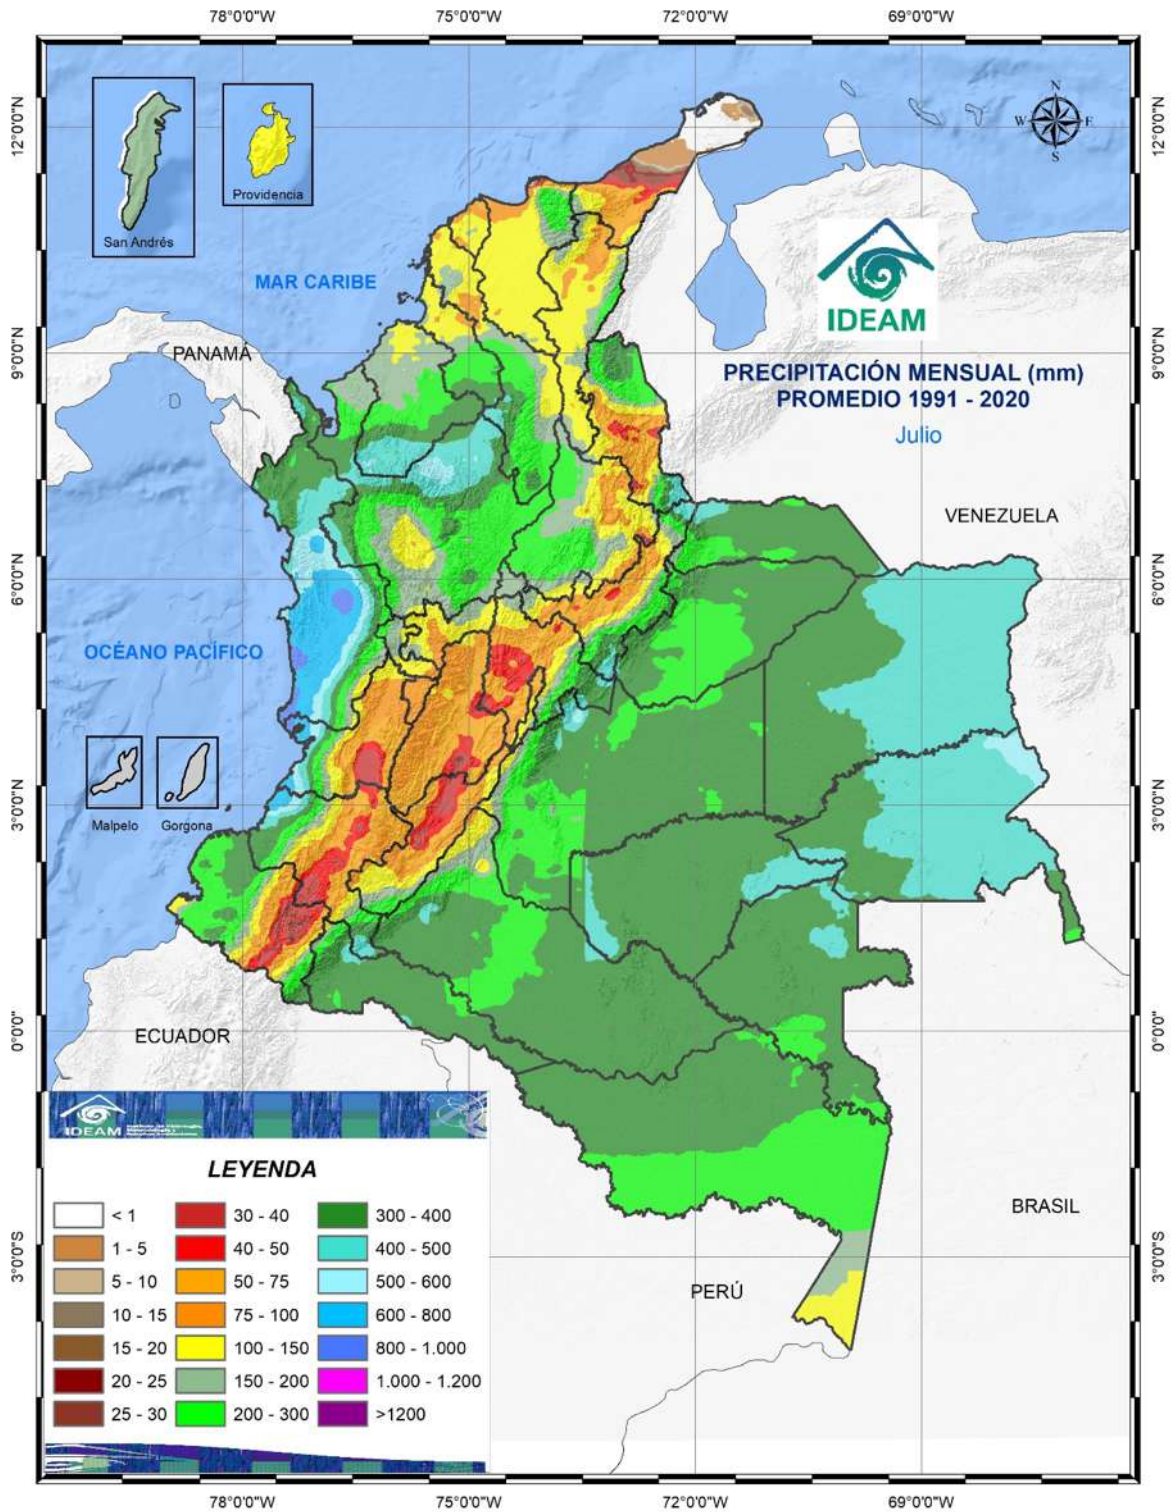 78°0'0"W
75°0'0"W
72°0'0"W
69°0'0"W
12°0'0"N
12°0'0"N
N
W
E
S
San Andrés
Providencia
MAR CARIBE
IDEAM
PANAMÁ
9°0'0"N
9°0'0"N
PRECIPITACIÓN MENSUAL (mm)
PROMEDIO 1991 - 2020
Julio
VENEZUELA
6°0'0"N
6°0'0"N
OCÉANO PACÍFICO
Malpelo
Gorgona
3°0'0"N
3°0'0"N
ECUADOR
0°0'0"
0°0'0"
IDEAM
LEYENDA
< 1
1 - 5
5 - 10
10 - 15
15 - 20
20 - 25
25 - 30
30 - 40
40 - 50
50 - 75
75 - 100
100 - 150
150 - 200
200 - 300
300 - 400
400 - 500
500 - 600
600 - 800
800 - 1.000
1.000 - 1.200
>1200
BRASIL
PERÚ
3°0'0"S
3°0'0"S
78°0'0"W
75°0'0"W
72°0'0"W
69°0'0"W